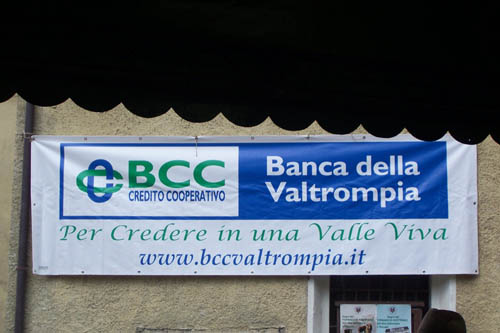 BCC
CREDITO COOPERATIVO
Banca della
Valtrompia
Per Credere in una Valle Viva
www.bccvaltrompia.it